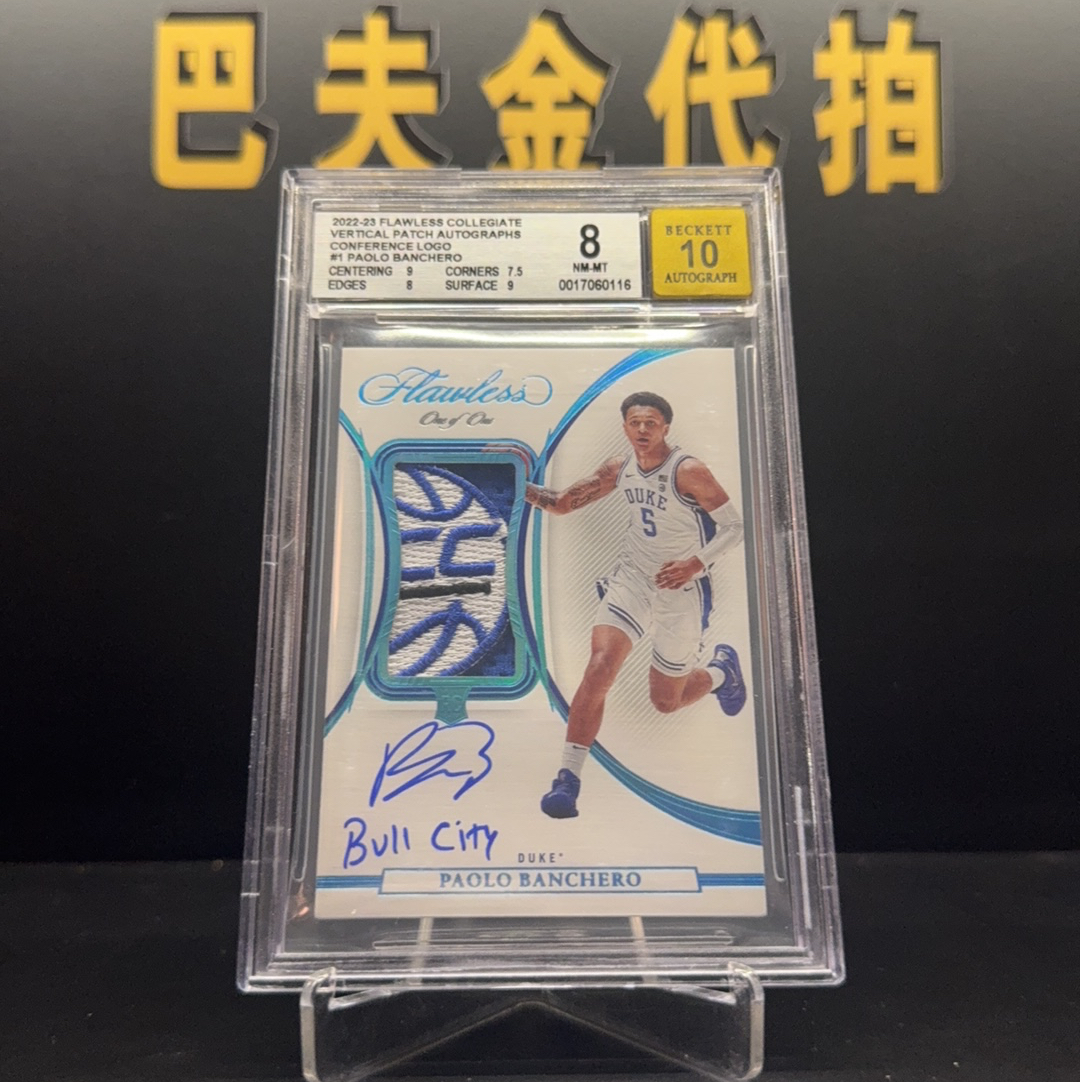 巴夫金代拍
2022-23 FLAWLESS COLLEGIATE
VERTICAL PATCH AUTOGRAPHS
CONFERENCE LOGO
#1 PAOLO BANCHERO
CENTERING 9 CORNERS 7.5
EDGES 8 SURFACE 9
8
NM-MT
0017060116
BECKETT
10
AUTOGRAPH
Flawless
One of One
DUKE
5
Bull City
DUKE
PAOLO BANCHERO